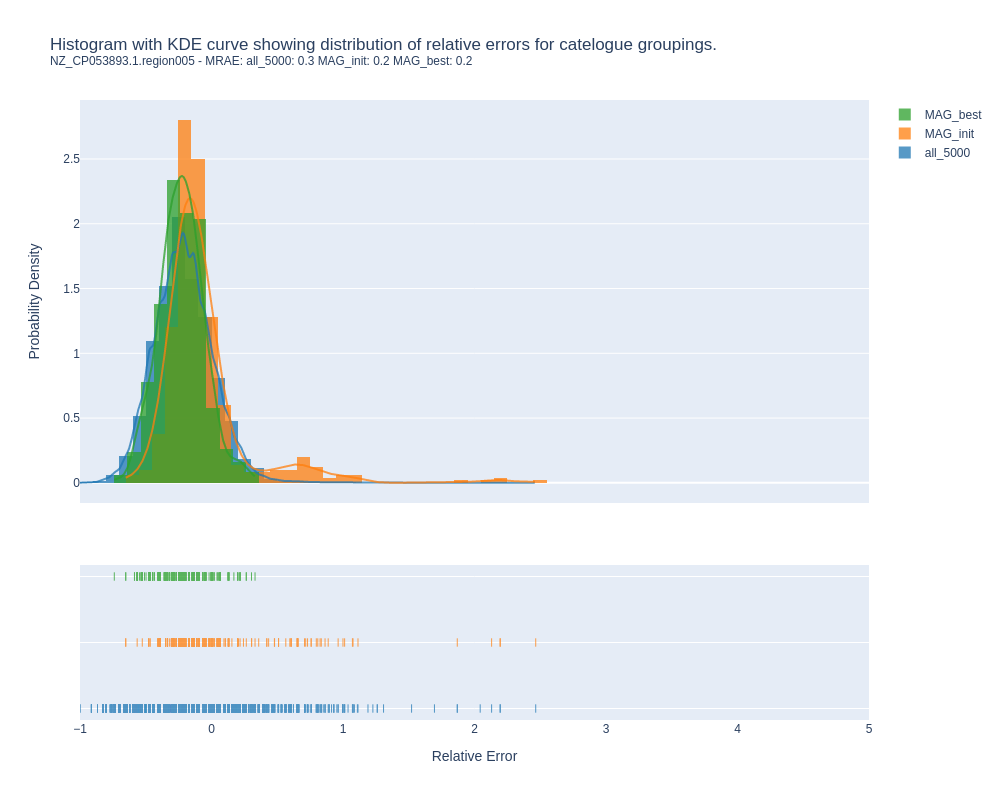 Histogram with KDE curve showing distribution of relative errors for catelogue groupings.
NZ_CP053893.1.region005 - MRAE: all_5000: 0.3 MAG_init: 0.2 MAG_best: 0.2
MAG_best
MAG_init
all_5000
Probability Density
2.5
2
1.5
1
0.5
0
−1 0 1 2 3 4 5
Relative Error